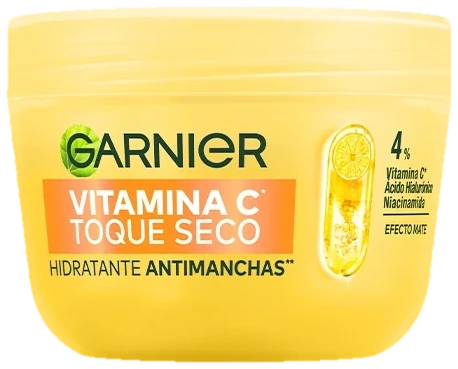 GARNIER
VITAMINA C*
TOQUE SECO
HIDRATANTE ANTIMANCHAS**
4%
Vitamina C*
Ácido Hialurónico
Niacinamida
EFECTO MATE